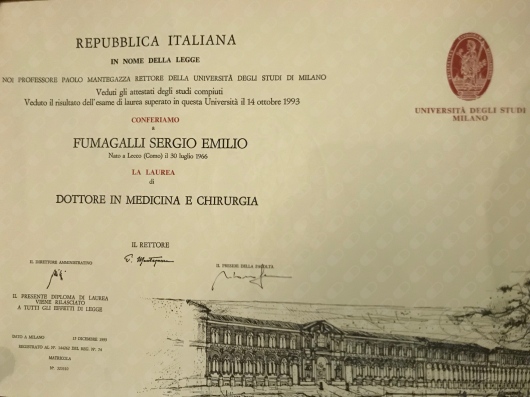 REPUBBLICA ITALIANA
IN NOME DELLA LEGGE
NOI PROFESSORE PAOLO MANTEGAZZA RETTORE DELLA UNIVERSITÀ DEGLI STUDI DI MILANO
Veduti gli attestati degli studi compiuti
Veduto il risultato dell'esame di laurea superato in questa Università il 14 ottobre 1993
CONFERIAMO
a
FUMAGALLI SERGIO EMILIO
Nato a Lecco (Como) il 30 luglio 1966
LA LAUREA
di
DOTTORE IN MEDICINA E CHIRURGIA
UNIVERSITÀ DEGLI STUDI
MILANO
IL RETTORE
IL DIRETTORE AMMINISTRATIVO
IL PRESIDE DELLA FACOLTÀ
IL PRESENTE DIPLOMA DI LAUREA
VIENE RILASCIATO
A TUTTI GLI EFFETTI DI LEGGE
DATO A MILANO
REGISTRATO AL Nº
MATRICOLA